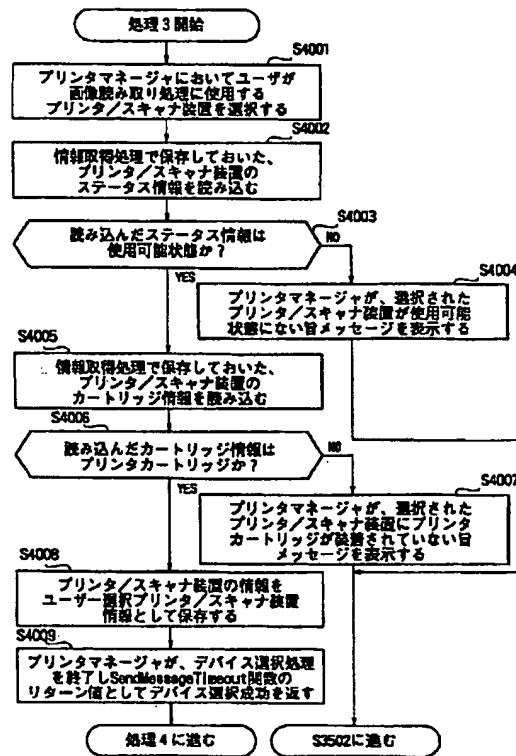 処理3開始
S4001
プリンタマネージャにおいてユーザが
画像読み取り処理に使用する
プリンタ/スキャナ装置を選択する
S4002
情報取得処理で保存しておいた、
プリンタ/スキャナ装置の
ステータス情報を読み込む
S4003
読み込んだステータス情報は
使用可能状態か?
NO
YES
S4004
プリンタマネージャが、選択された
プリンタ/スキャナ装置が使用可能
状態にない旨メッセージを表示する
S4005
情報取得処理で保存しておいた、
プリンタ/スキャナ装置の
カートリッジ情報を読み込む
S4006
読み込んだカートリッジ情報は
プリンタカートリッジか?
NO
YES
S4007
プリンタマネージャが、選択された
プリンタ/スキャナ装置にプリンタ
カートリッジが装着されていない旨
メッセージを表示する
S4008
プリンタ/スキャナ装置の情報を
ユーザー選択プリンタ/スキャナ装置
情報として保存する
S4009
プリンタマネージャが、デバイス選択処理
を終了しSendMessageTimeout関数の
リターン値としてデバイス選択成功を返す
処理4に進む
S3502に進む